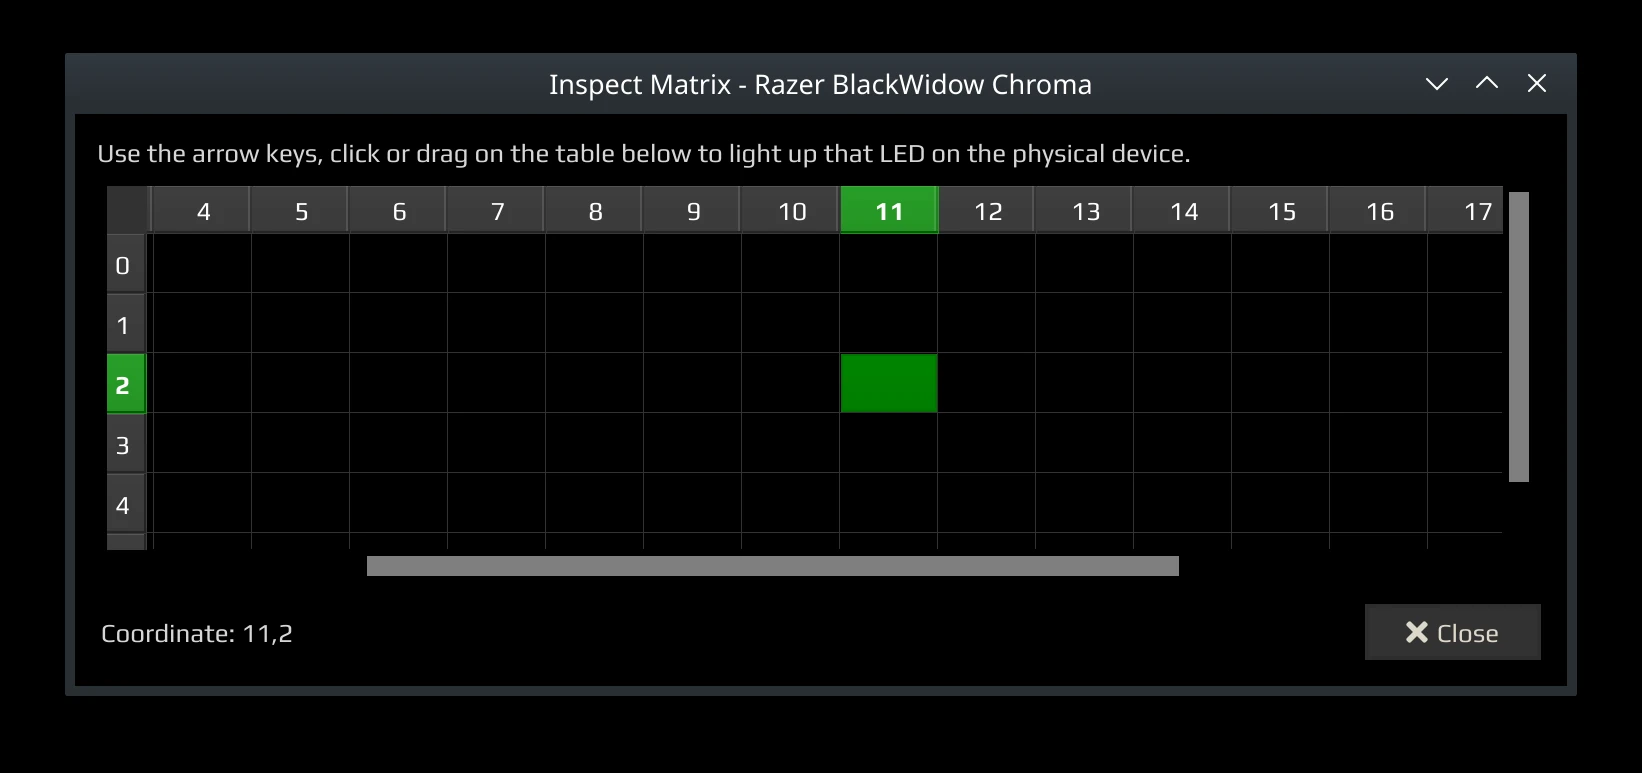 Inspect Matrix - Razer BlackWidow Chroma
Use the arrow keys, click or drag on the table below to light up that LED on the physical device.
4 5 6 7 8 9 10 11 12 13 14 15 16 17
0
1
2
3
4
Coordinate: 11,2
Close